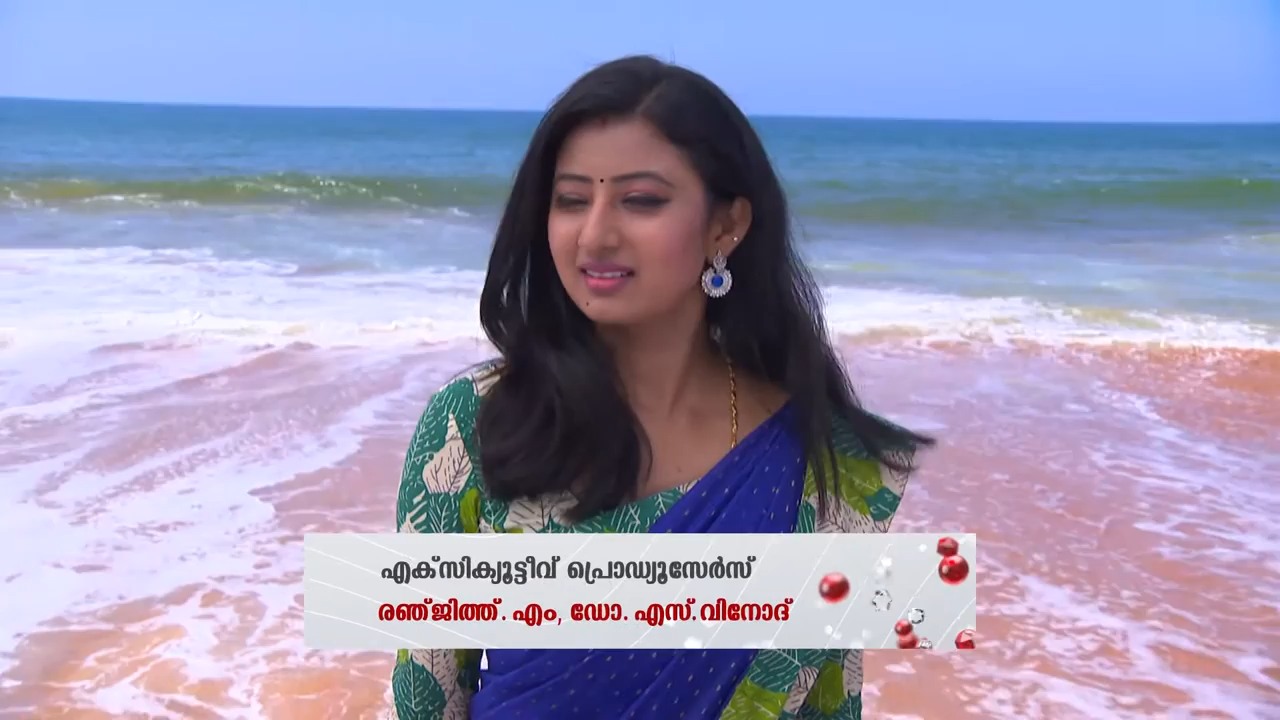 എക്സിക്യൂട്ടീവ് പ്രൊഡ്യൂസേർസ്
രഞ്ജിത്ത്. എം, ഡോ. എസ്.വിനോദ്